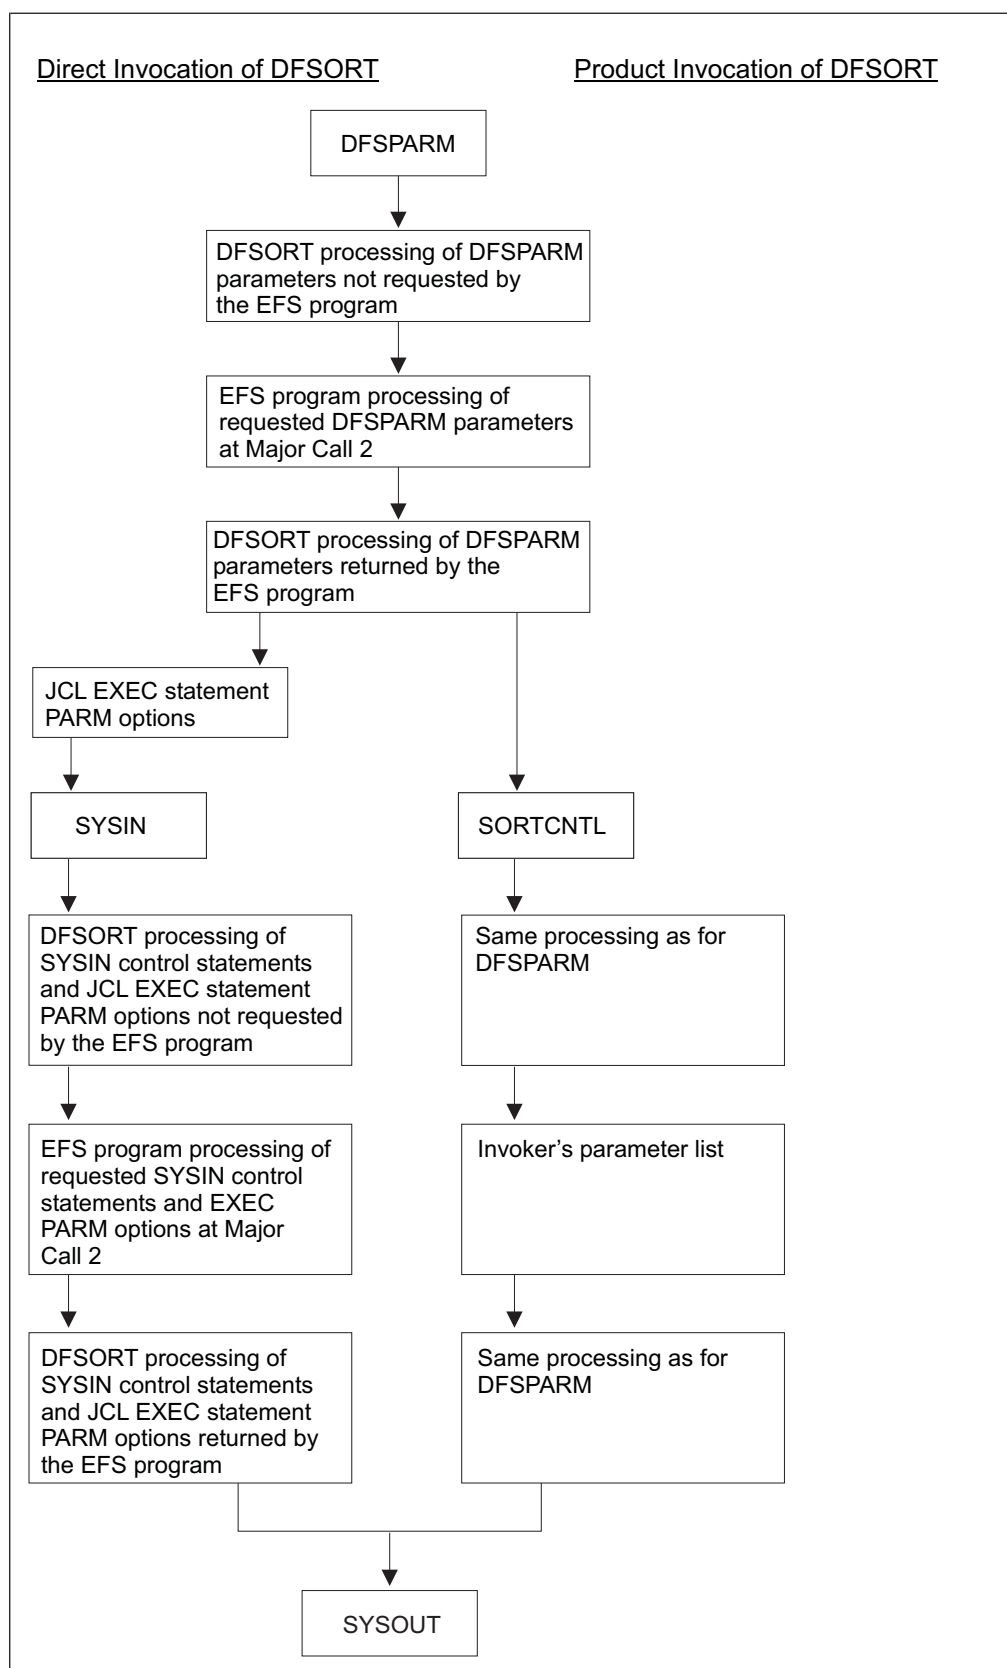 Direct Invocation of DFSORT
Product Invocation of DFSORT
DFSPARM
DFSORT processing of DFSPARM
parameters not requested by
the EFS program
EFS program processing of
requested DFSPARM parameters
at Major Call 2
DFSORT processing of DFSPARM
parameters returned by the
EFS program
JCL EXEC statement
PARM options
SYSIN
SORTCNTL
DFSORT processing of
SYSIN control statements
and JCL EXEC statement
PARM options not requested
by the EFS program
Same processing as for
DFSPARM
EFS program processing of
requested SYSIN control
statements and EXEC
PARM options at Major
Call 2
Invoker’s parameter list
DFSORT processing of
SYSIN control statements
and JCL EXEC statement
PARM options returned by
the EFS program
Same processing as for
DFSPARM
SYSOUT